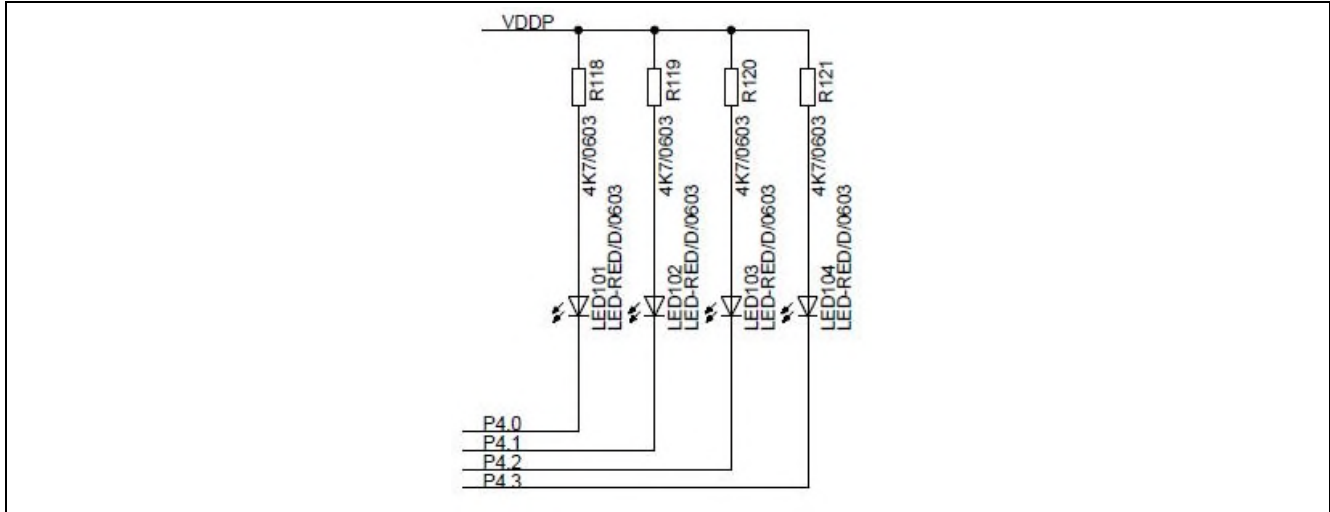 VDDP
R118
R119
R120
R121
4K7/0603
4K7/0603
4K7/0603
4K7/0603
LED101
LED-RED/D/0603
LED102
LED-RED/D/0603
LED103
LED-RED/D/0603
LED104
LED-RED/D/0603
P4.0
P4.1
P4.2
P4.3